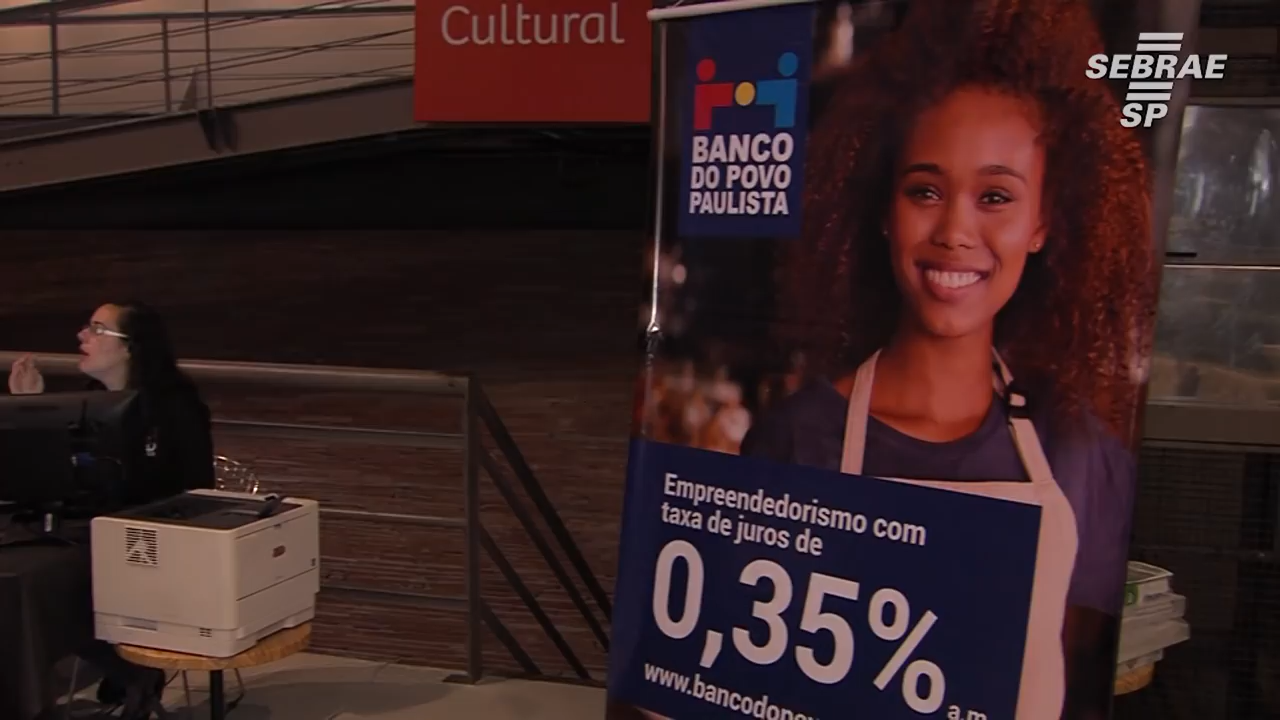 Cultural
SEBRAE
SP
BANCO
DO POVO
PAULISTA
Empreendedorismo com
taxa de juros de
0,35%
a.m